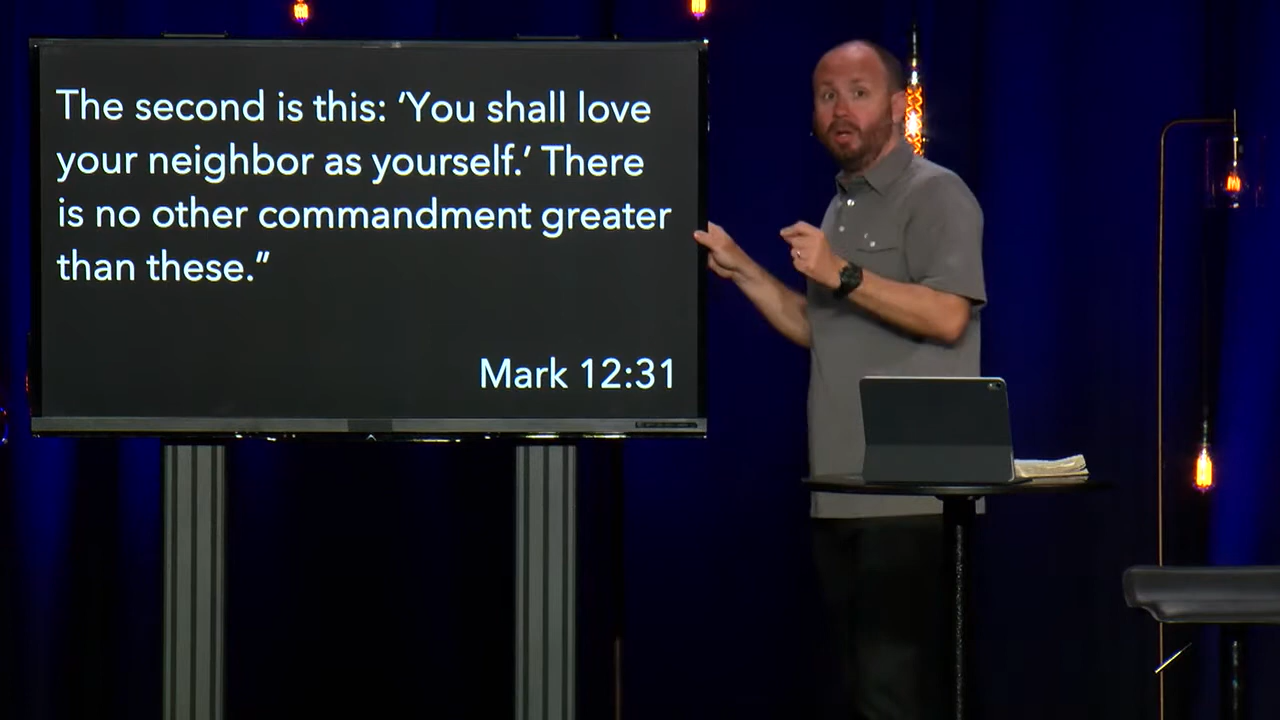 The second is this: ‘You shall love
your neighbor as yourself.’ There
is no other commandment greater
than these.”
Mark 12:31